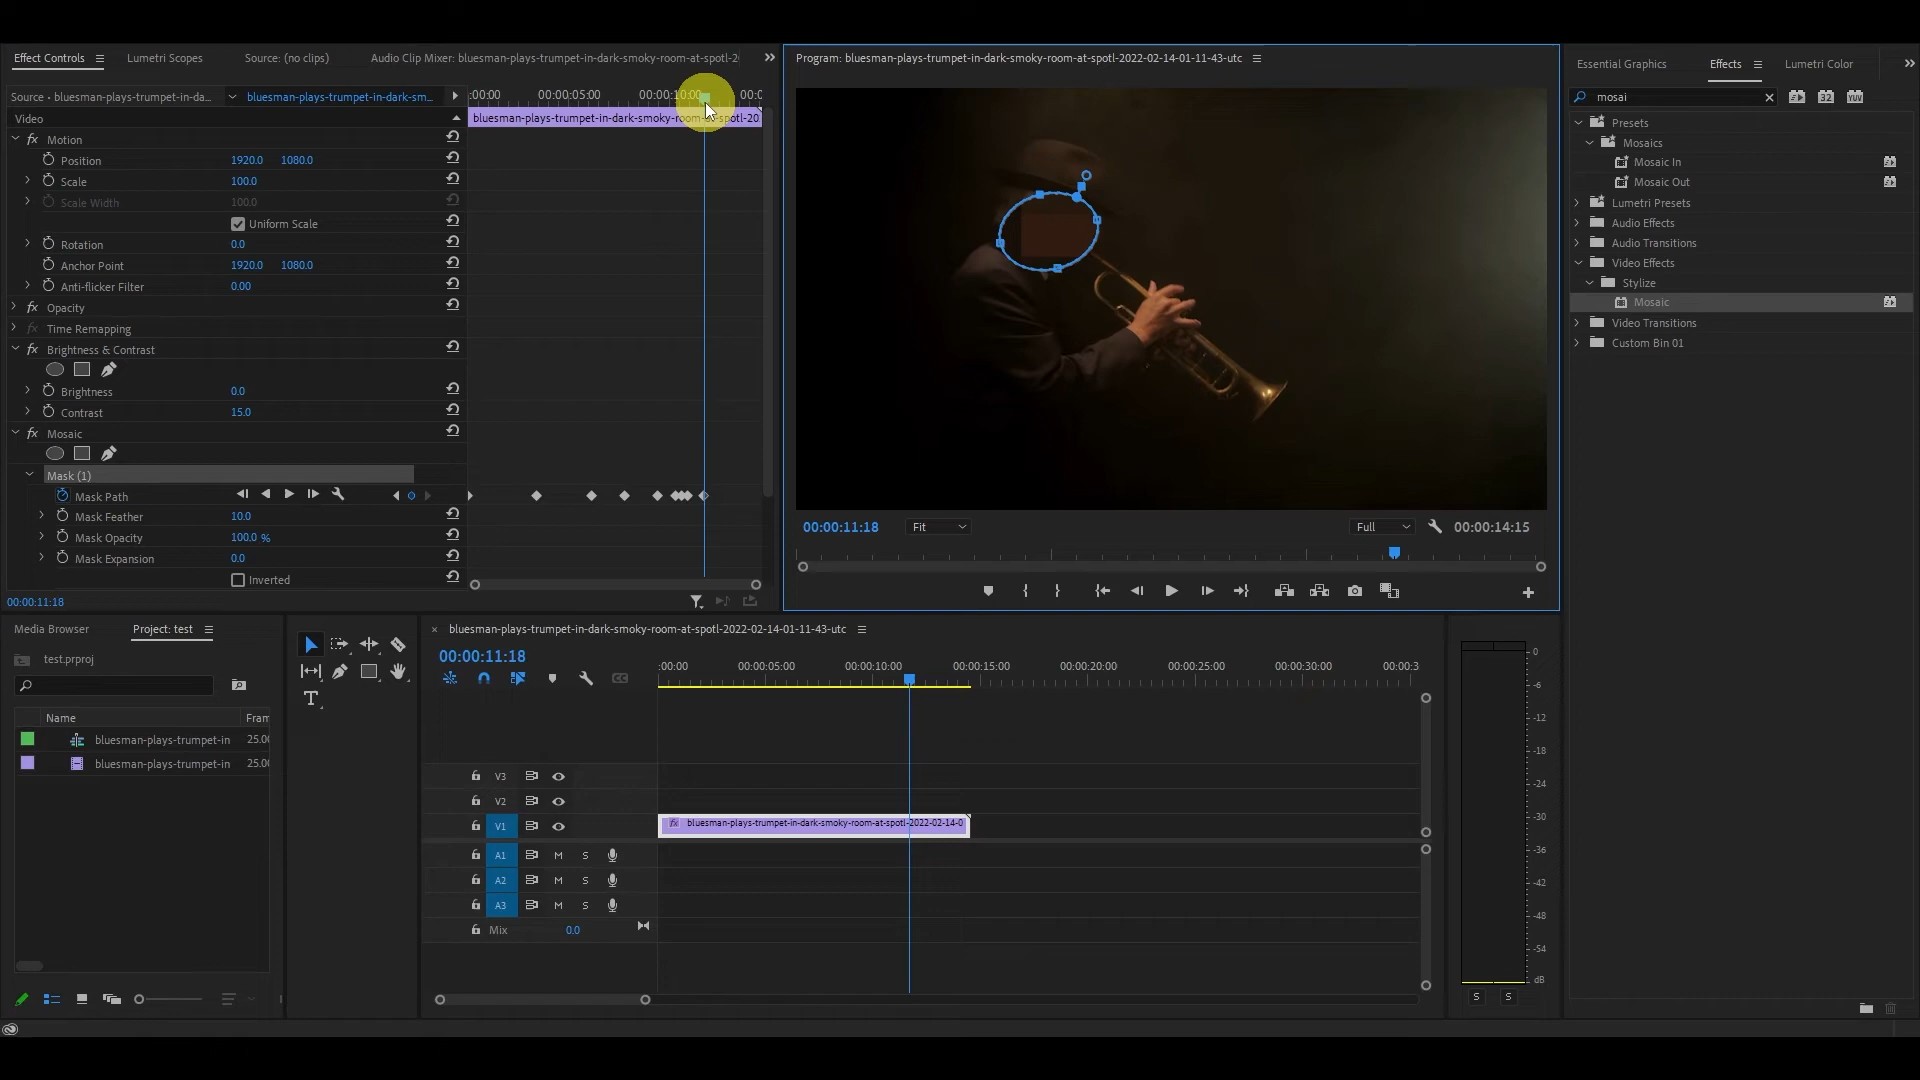 Effect Controls
Lumetri Scopes
Source: (no clips)
Audio Clip Mixer: bluesman-plays-trumpet-in-dark-smoky-room-at-spotl-2
Source • bluesman-plays-trumpet-in-da...
bluesman-plays-trumpet-in-dark-sm...
:00:00
00:00:05:00
00:00:10:00
00:0
bluesman-plays-trumpet-in-dark-smoky-room-at-spotl-20
Video
fx Motion
Position 1920.0 1080.0
Scale 100.0
Scale Width 100.0
Uniform Scale
Rotation 0.0
Anchor Point 1920.0 1080.0
Anti-flicker Filter 0.00
fx Opacity
fx Time Remapping
fx Brightness & Contrast
Brightness 0.0
Contrast 15.0
fx Mosaic
Mask (1)
Mask Path
Mask Feather 10.0
Mask Opacity 100.0 %
Mask Expansion 0.0
Inverted
00:00:11:18
Program: bluesman-plays-trumpet-in-dark-smoky-room-at-spotl-2022-02-14-01-11-43-utc
00:00:11:18
Fit
Full
00:00:14:15
Essential Graphics
Effects
Lumetri Color
mosai
32
YUV
Presets
Mosaics
Mosaic In
Mosaic Out
Lumetri Presets
Audio Effects
Audio Transitions
Video Effects
Stylize
Mosaic
Video Transitions
Custom Bin 01
Media Browser
Project: test
test.prproj
Name
Fram
bluesman-plays-trumpet-in
25.00
bluesman-plays-trumpet-in
25.00
T
bluesman-plays-trumpet-in-dark-smoky-room-at-spotl-2022-02-14-01-11-43-utc
00:00:11:18
:00:00
00:00:05:00
00:00:10:00
00:00:15:00
00:00:20:00
00:00:25:00
00:00:30:00
00:00:3
V3
V2
V1
fx bluesman-plays-trumpet-in-dark-smoky-room-at-spotl-2022-02-14-0
A1 M S
A2 M S
A3 M S
Mix 0.0
0
-6
-12
-18
-24
-30
-36
-42
-48
-54
dB
S S